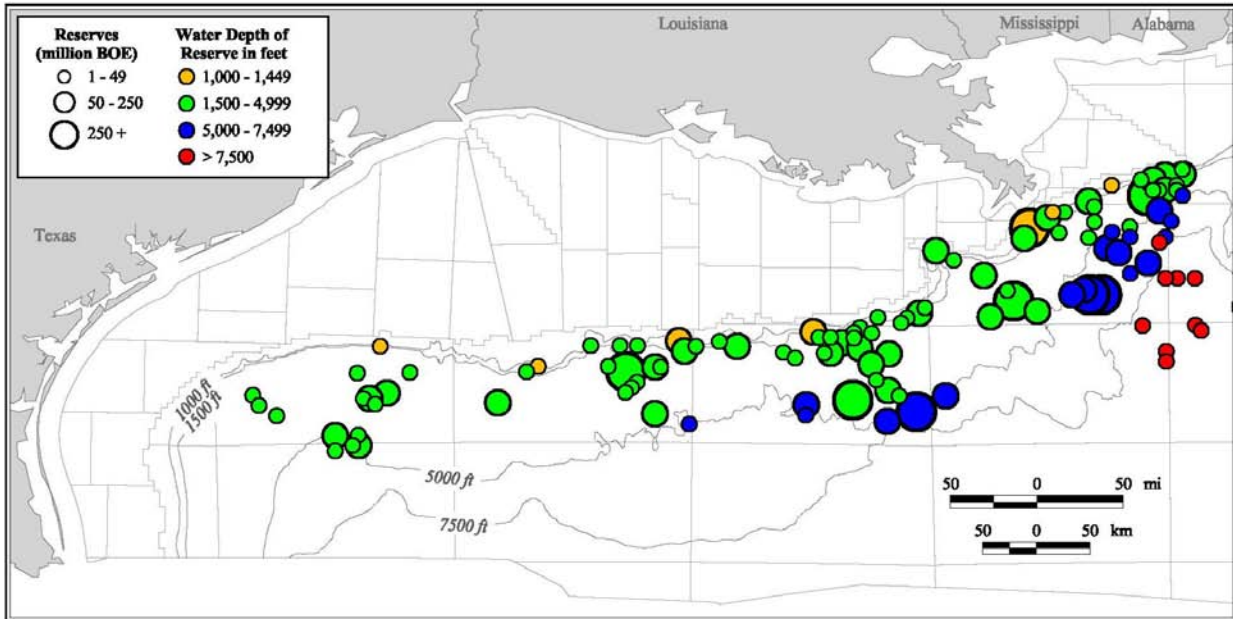 Louisiana
Mississippi
Alabama
Reserves
(million BOE)
1 - 49
50 - 250
250 +
Water Depth of
Reserve in feet
1,000 - 1,449
1,500 - 4,999
5,000 - 7,499
> 7,500
Texas
1000 ft
1500 ft
5000 ft
7500 ft
50 0 50 mi
50 0 50 km